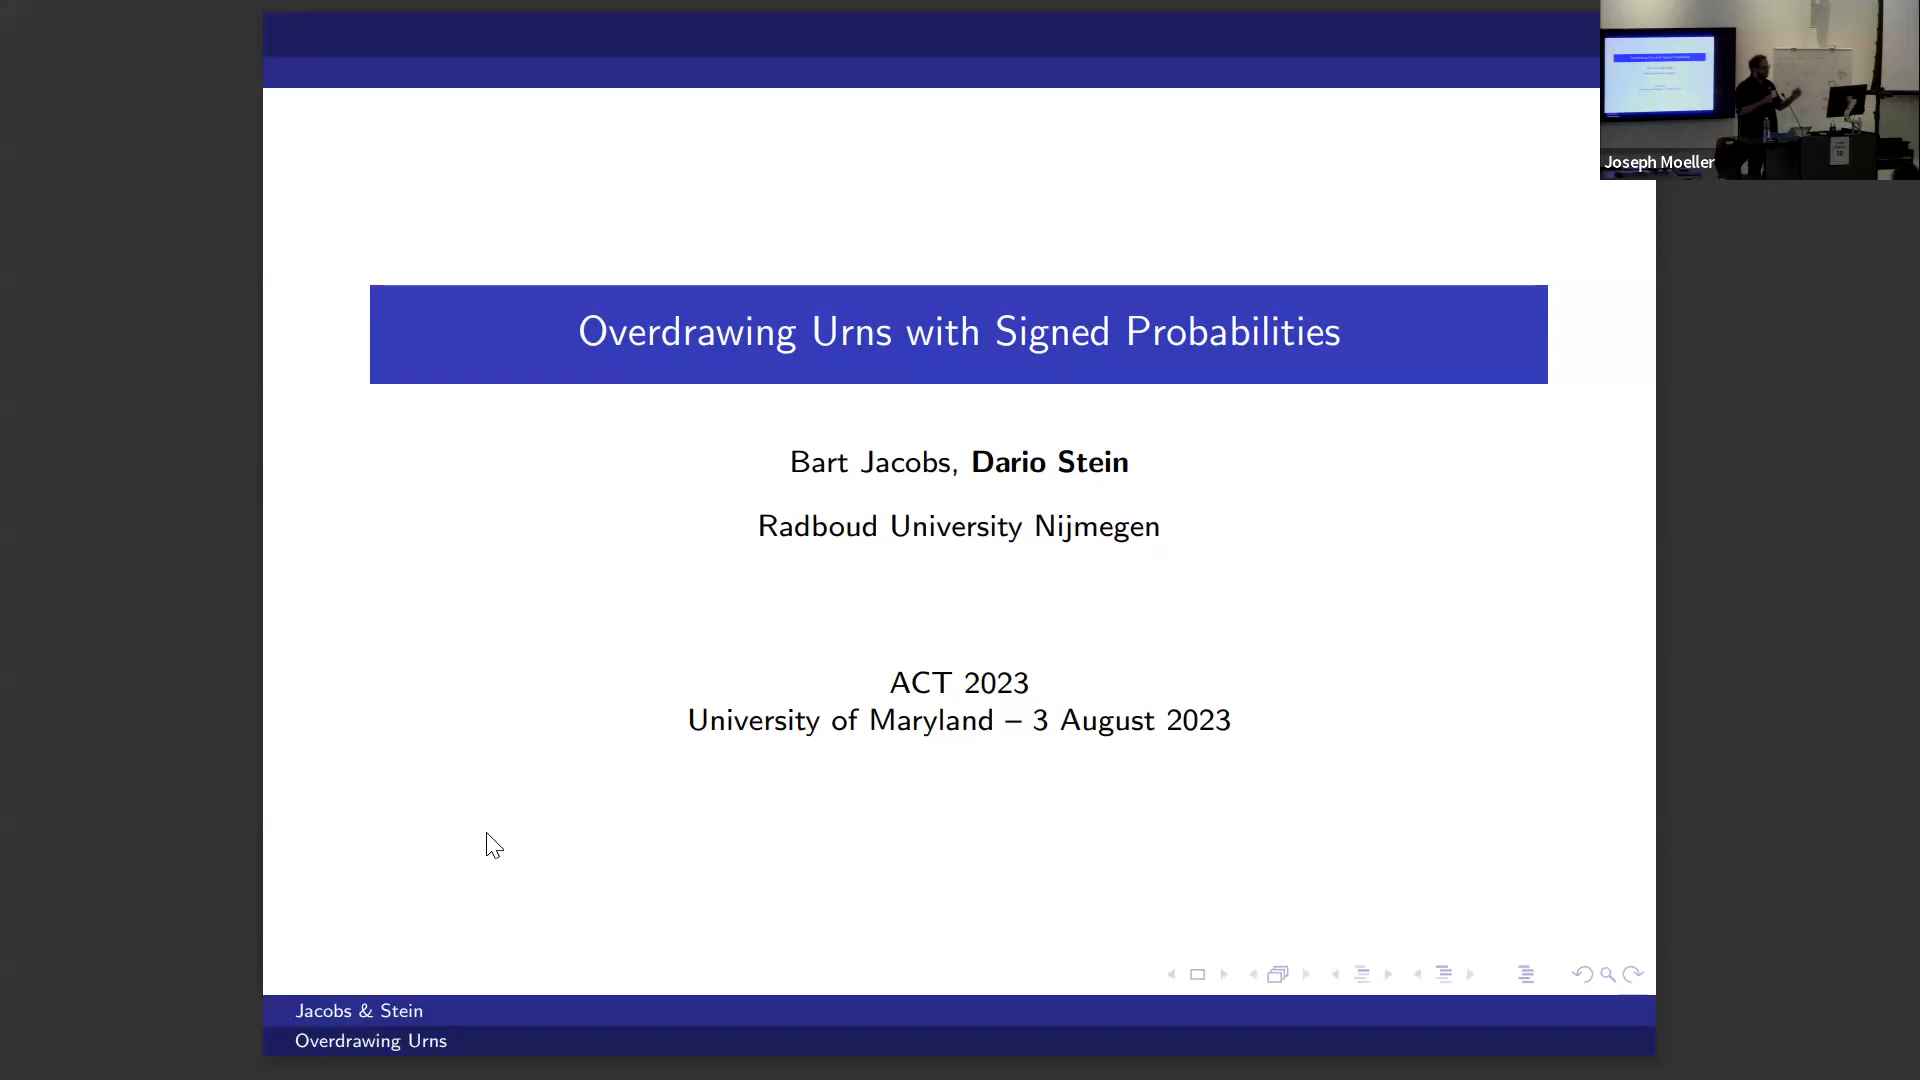 Overdrawing Urns with Signed Probabilities
Bart Jacobs, Dario Stein
Radboud University Nijmegen
ACT 2023
University of Maryland – 3 August 2023
Jacobs & Stein
Overdrawing Urns
Joseph Moeller